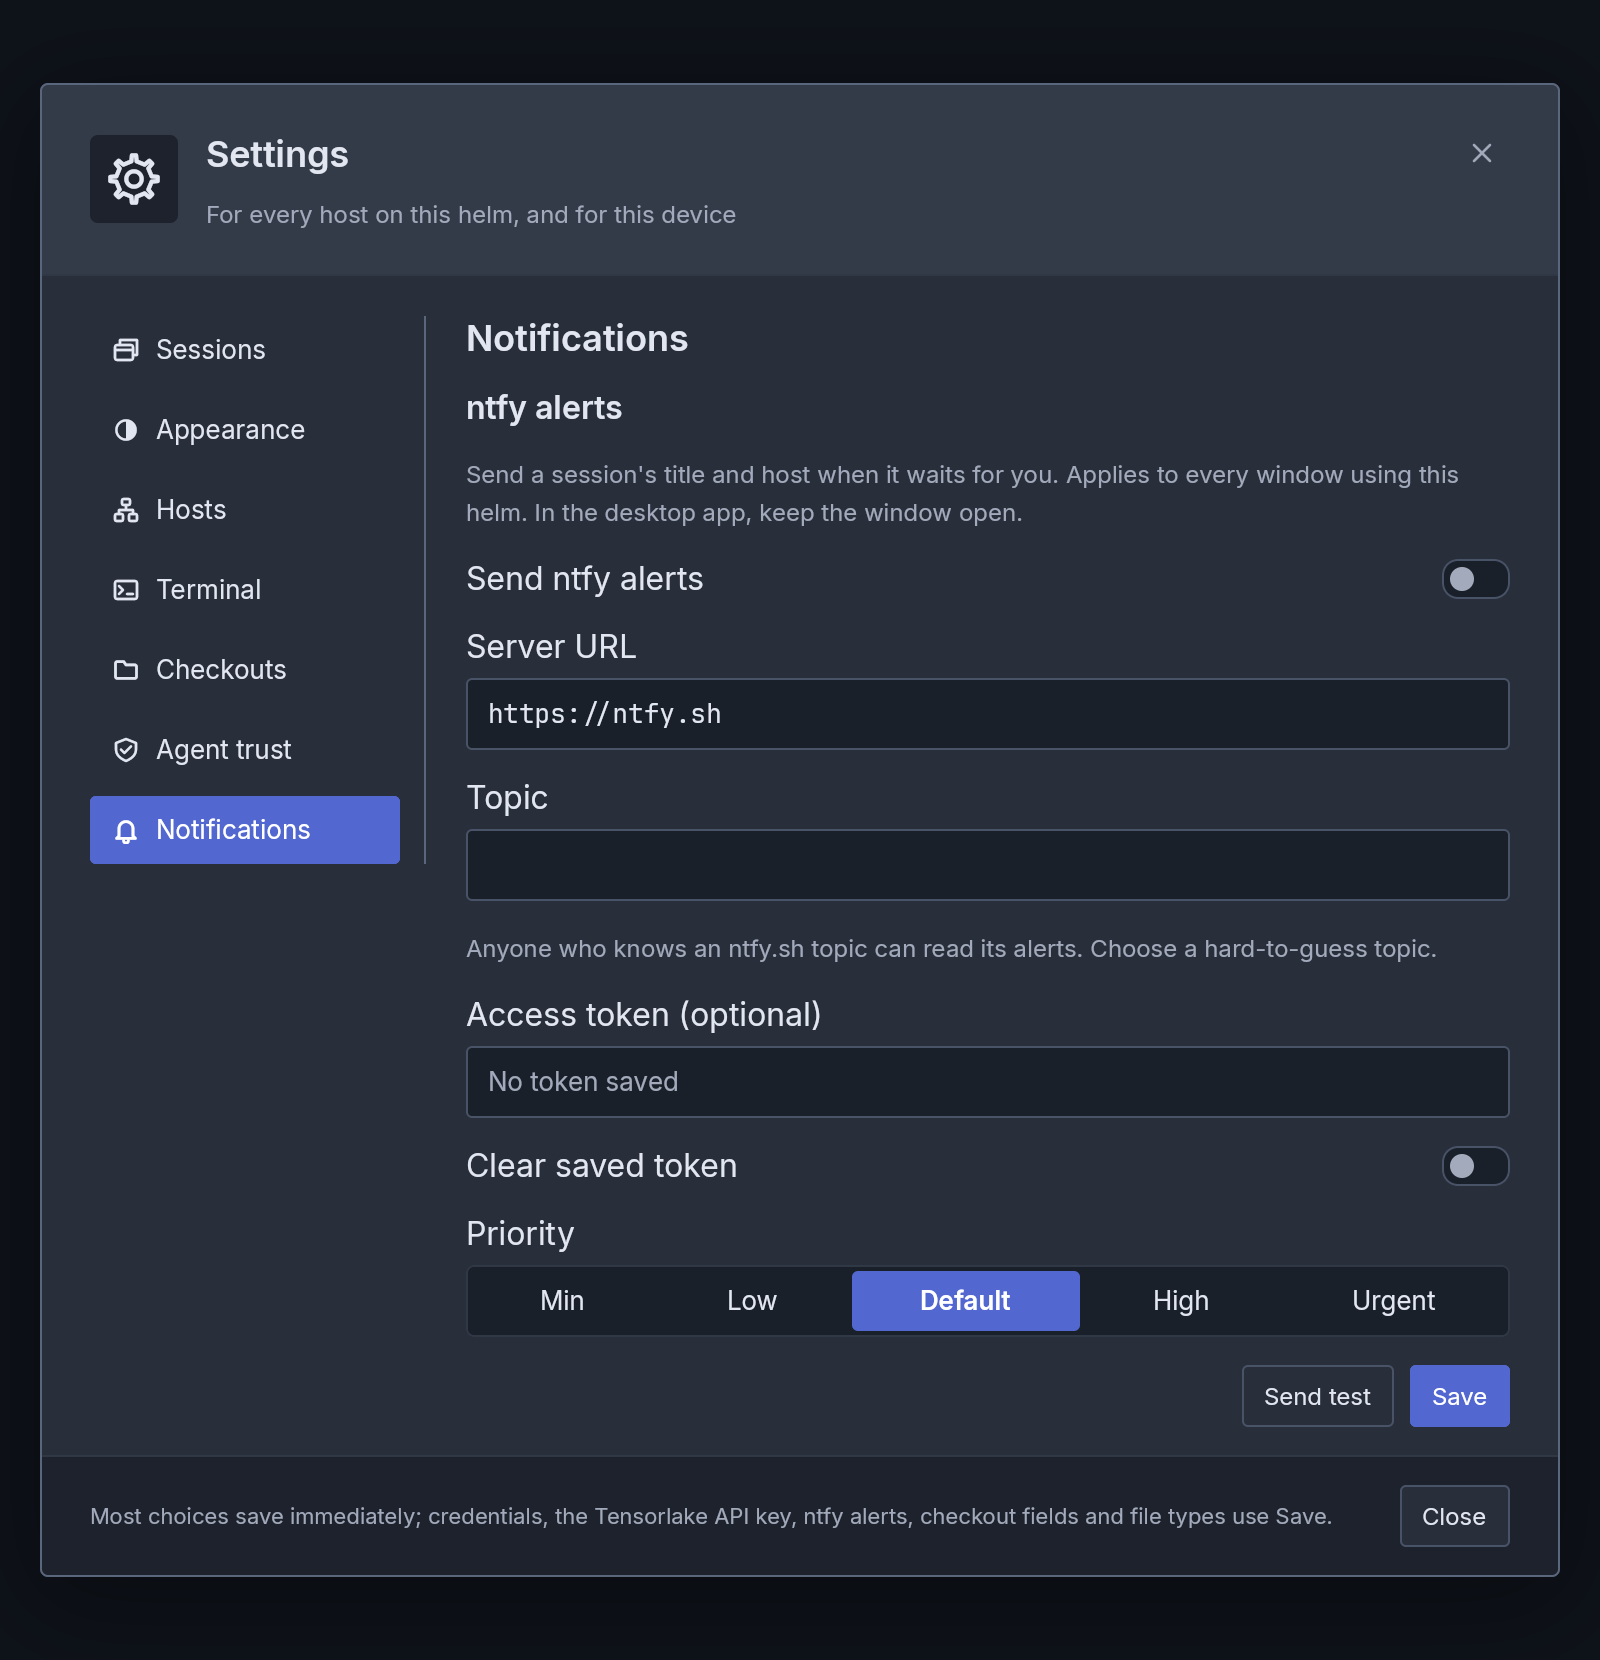 Settings
For every host on this helm, and for this device
Sessions
Appearance
Hosts
Terminal
Checkouts
Agent trust
Notifications
Notifications
ntfy alerts
Send a session's title and host when it waits for you. Applies to every window using this
helm. In the desktop app, keep the window open.
Send ntfy alerts
Server URL
https://ntfy.sh
Topic
Anyone who knows an ntfy.sh topic can read its alerts. Choose a hard-to-guess topic.
Access token (optional)
No token saved
Clear saved token
Priority
Min Low Default High Urgent
Send test Save
Most choices save immediately; credentials, the Tensorlake API key, ntfy alerts, checkout fields and file types use Save.
Close